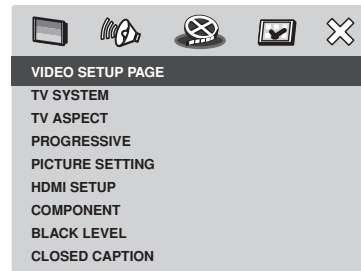 VIDEO SETUP PAGE
TV SYSTEM
TV ASPECT
PROGRESSIVE
PICTURE SETTING
HDMI SETUP
COMPONENT
BLACK LEVEL
CLOSED CAPTION